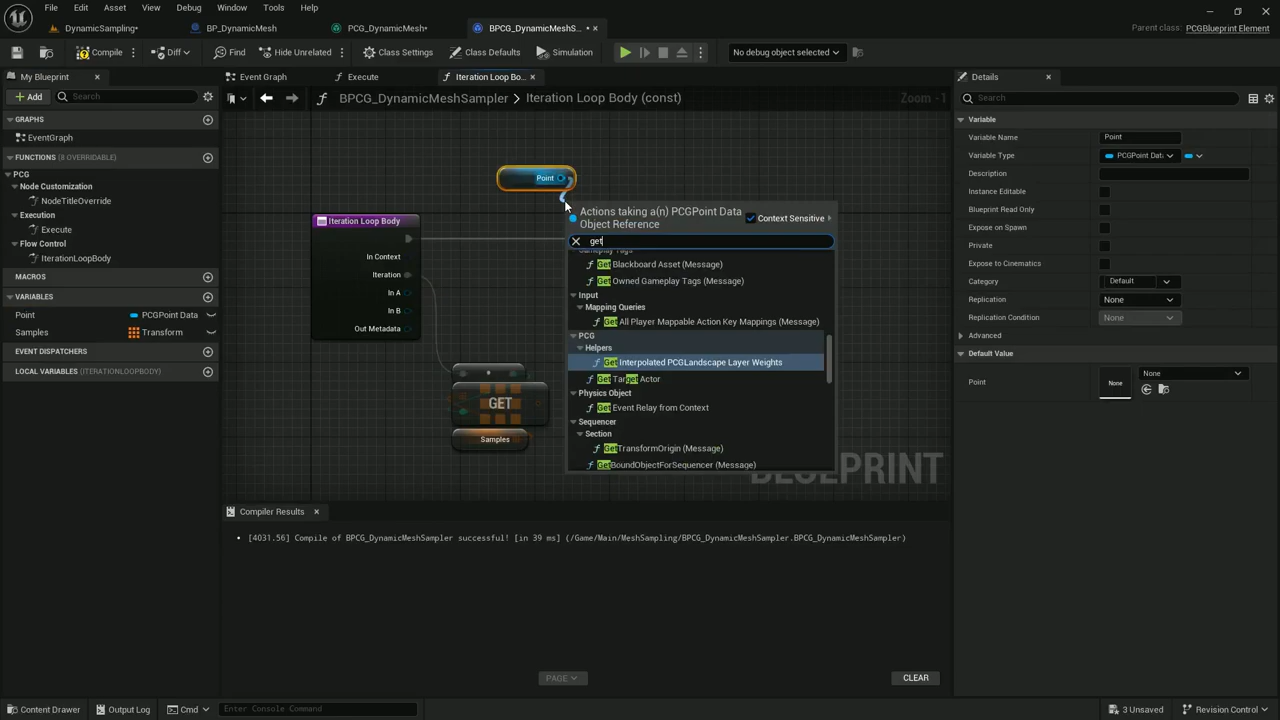 File Edit Asset View Debug Window Tools Help
DynamicSampling•
BP_DynamicMesh
PCG_DynamicMesh•
BPCG_DynamicMeshS... •
Parent class: PCGBlueprint Element
Compile
Diff
Find
Hide Unrelated
Class Settings
Class Defaults
Simulation
No debug object selected
My Blueprint
Event Graph
Execute
Iteration Loop Bo..
Details
Add
Search
BPCG_DynamicMeshSampler > Iteration Loop Body (const)
Zoom -1
Search
GRAPHS
EventGraph
FUNCTIONS (8 OVERRIDABLE)
PCG
Node Customization
NodeTitleOverride
Execution
Execute
Flow Control
IterationLoopBody
MACROS
VARIABLES
Point PCGPoint Data
Samples Transform
EVENT DISPATCHERS
LOCAL VARIABLES (ITERATIONLOOPBODY)
Point
Iteration Loop Body
In Context
Iteration
In A
In B
Out Metadata
GET
Samples
Actions taking a(n) PCGPoint Data
Object Reference
Context Sensitive
get
Gameplay Tags
Get Blackboard Asset (Message)
Get Owned Gameplay Tags (Message)
Input
Mapping Queries
Get All Player Mappable Action Key Mappings (Message)
PCG
Helpers
Get Interpolated PCGLandscape Layer Weights
Get Target Actor
Physics Object
Get Event Relay from Context
Sequencer
Section
GetTransformOrigin (Message)
GetBoundObjectForSequencer (Message)
BLUEPRINT
Variable
Variable Name Point
Variable Type PCGPoint Dat
Description
Instance Editable
Blueprint Read Only
Expose on Spawn
Private
Expose to Cinematics
Category Default
Replication None
Replication Condition None
Advanced
Default Value
Point None None
Compiler Results
[4031.56] Compile of BPCG_DynamicMeshSampler successful! [in 39 ms] (/Game/Main/MeshSampling/BPCG_DynamicMeshSampler.BPCG_DynamicMeshSampler)
PAGE
CLEAR
Content Drawer
Output Log
Cmd
Enter Console Command
3 Unsaved
Revision Control